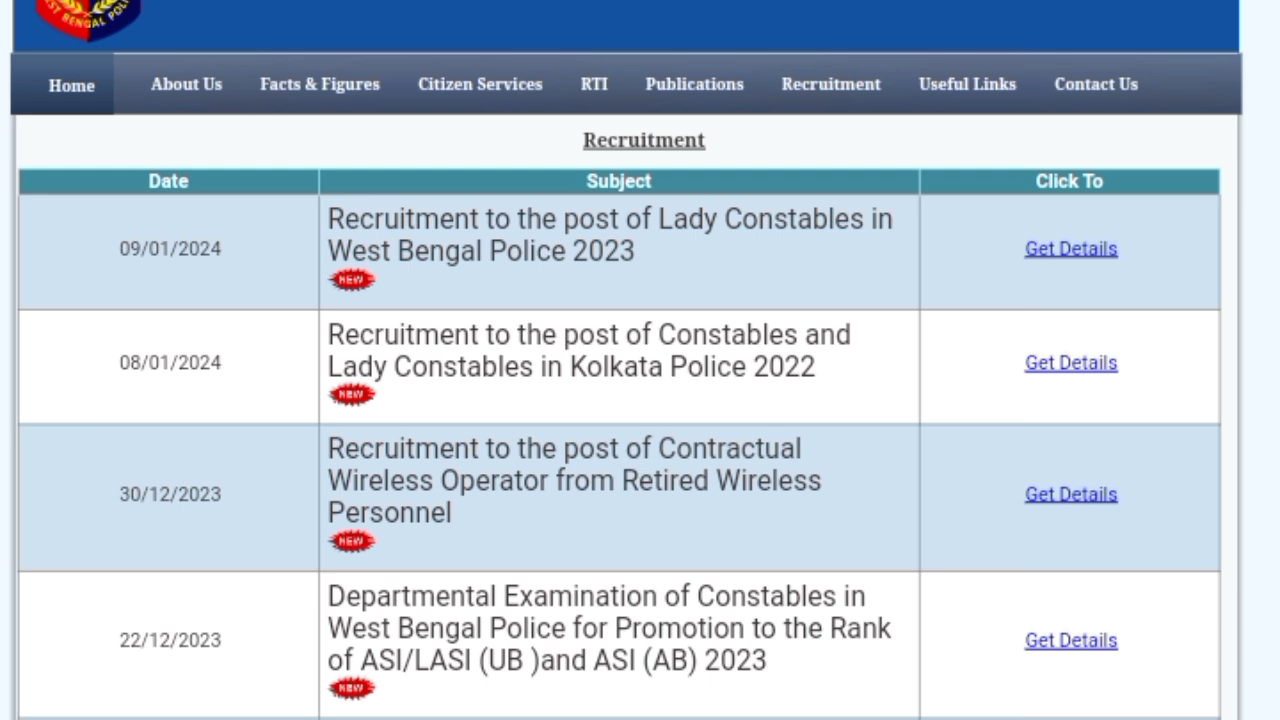 WEST BENGAL POLICE
Home About Us Facts & Figures Citizen Services RTI Publications Recruitment Useful Links Contact Us
Recruitment
Date Subject Click To
09/01/2024 Recruitment to the post of Lady Constables in
West Bengal Police 2023
NEW
Get Details
08/01/2024 Recruitment to the post of Constables and
Lady Constables in Kolkata Police 2022
NEW
Get Details
30/12/2023 Recruitment to the post of Contractual
Wireless Operator from Retired Wireless
Personnel
NEW
Get Details
22/12/2023 Departmental Examination of Constables in
West Bengal Police for Promotion to the Rank
of ASI/LASI (UB )and ASI (AB) 2023
NEW
Get Details